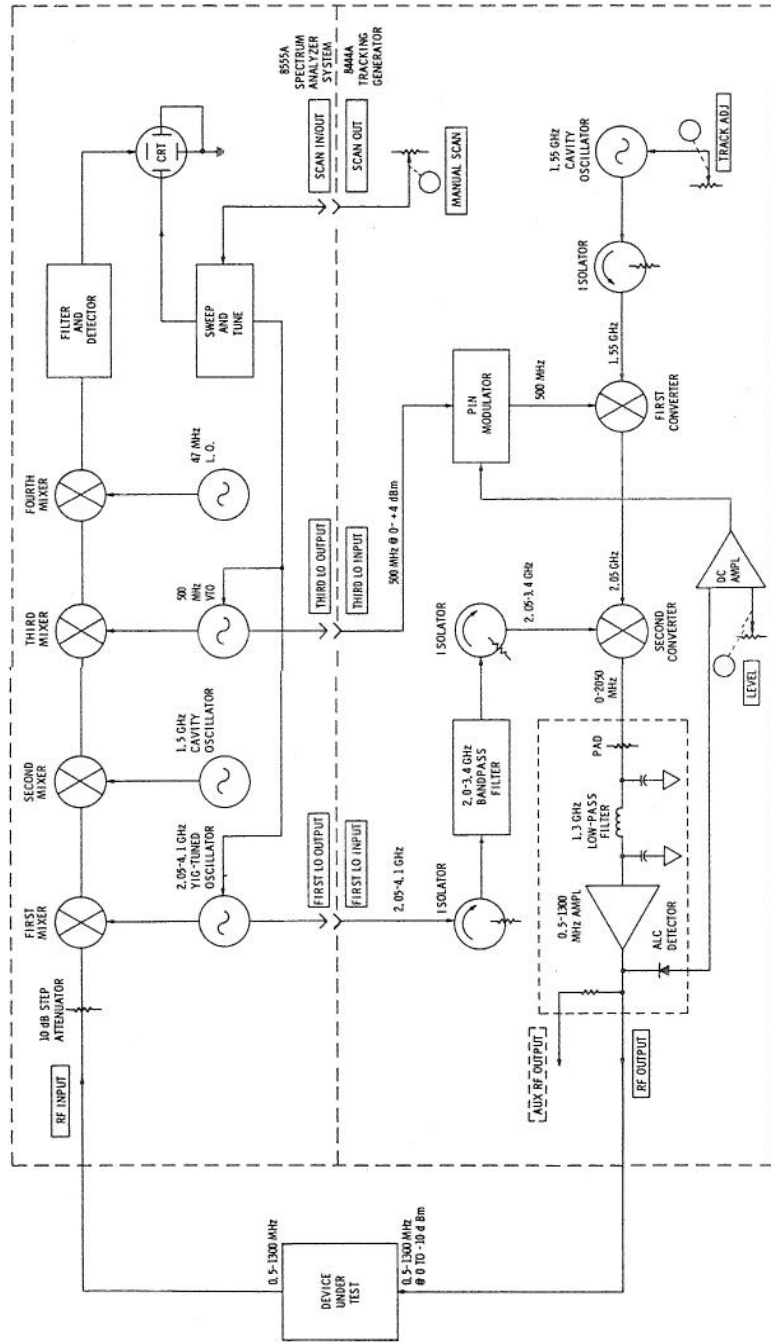 8555A
SPECTRUM
ANALYZER
SYSTEM
8444A
TRACKING
GENERATOR
RF INPUT
10 dB STEP
ATTENUATOR
FIRST
MIXER
SECOND
MIXER
THIRD
MIXER
FOURTH
MIXER
FILTER
AND
DETECTOR
CRT
2.05-4.1 GHz
YIG-TUNED
OSCILLATOR
1.5 GHz
CAVITY
OSCILLATOR
500
MHz
VTO
47 MHz
L.O.
SWEEP
AND
TUNE
SCAN IN/OUT
SCAN OUT
MANUAL SCAN
FIRST LO OUTPUT
FIRST LO INPUT
THIRD LO OUTPUT
THIRD LO INPUT
2.05-4.1 GHz
500 MHz @ 0- +4 dBm
ISOLATOR
2.0-3.4 GHz
BANDPASS
FILTER
ISOLATOR
2.05-3.4 GHz
PIN
MODULATOR
500 MHz
1.55 GHz
ISOLATOR
1.55 GHz
CAVITY
OSCILLATOR
TRACK ADJ
FIRST
CONVERTER
2.05 GHz
SECOND
CONVERTER
0-2050
MHz
PAD
1.3 GHz
LOW-PASS
FILTER
0.5-1300
MHz AMPL
ALC
DETECTOR
DC
AMPL
LEVEL
AUX RF OUTPUT
RF OUTPUT
0.5-1300 MHz
DEVICE
UNDER
TEST
0.5-1300 MHz
@ 0 TO -10 dBm